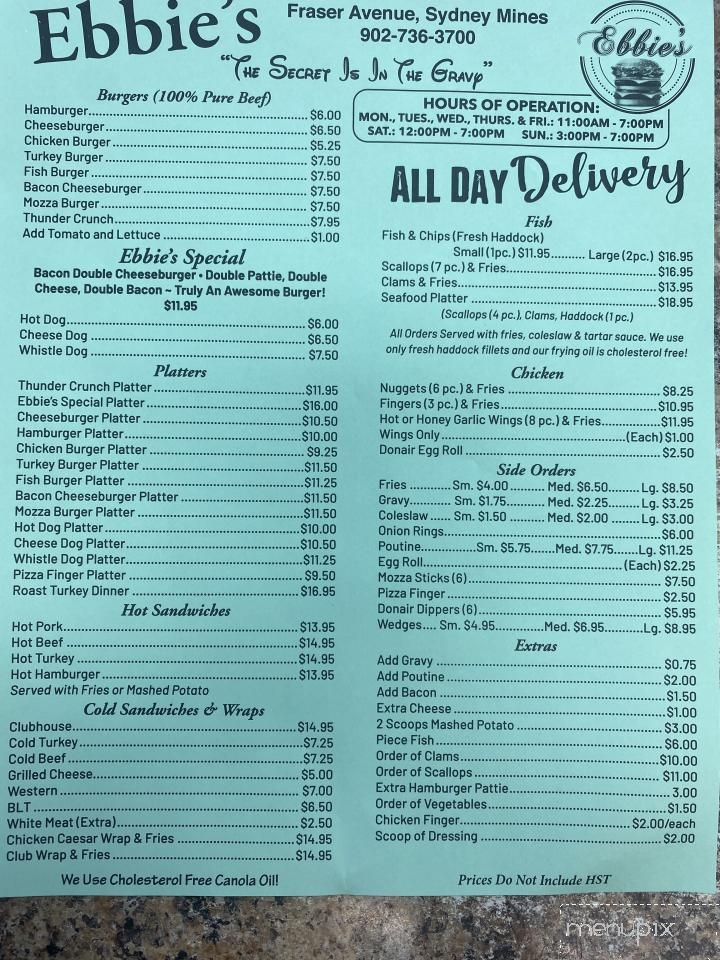 Ebbie's
Fraser Avenue, Sydney Mines
902-736-3700
"The Secret Is In The Gravy"
Ebbie's
HOURS OF OPERATION:
MON., TUES., WED., THURS. & FRI.: 11:00AM - 7:00PM
SAT.: 12:00PM - 7:00PM SUN.: 3:00PM - 7:00PM
ALL DAY Delivery
Burgers (100% Pure Beef)
Hamburger $6.00
Cheeseburger $6.50
Chicken Burger $5.25
Turkey Burger $7.50
Fish Burger $7.50
Bacon Cheeseburger $7.50
Mozza Burger $7.50
Thunder Crunch $7.95
Add Tomato and Lettuce $1.00
Ebbie's Special
Bacon Double Cheeseburger • Double Pattie, Double
Cheese, Double Bacon ~ Truly An Awesome Burger!
$11.95
Hot Dog $6.00
Cheese Dog $6.50
Whistle Dog $7.50
Platters
Thunder Crunch Platter $11.95
Ebbie's Special Platter $16.00
Cheeseburger Platter $10.50
Hamburger Platter $10.00
Chicken Burger Platter $9.25
Turkey Burger Platter $11.50
Fish Burger Platter $11.25
Bacon Cheeseburger Platter $11.50
Mozza Burger Platter $11.50
Hot Dog Platter $10.00
Cheese Dog Platter $10.50
Whistle Dog Platter $11.25
Pizza Finger Platter $9.50
Roast Turkey Dinner $16.95
Hot Sandwiches
Hot Pork $13.95
Hot Beef $14.95
Hot Turkey $14.95
Hot Hamburger $13.95
Served with Fries or Mashed Potato
Cold Sandwiches & Wraps
Clubhouse $14.95
Cold Turkey $7.25
Cold Beef $7.25
Grilled Cheese $5.00
Western $7.00
BLT $6.50
White Meat (Extra) $2.50
Chicken Caesar Wrap & Fries $14.95
Club Wrap & Fries $14.95
We Use Cholesterol Free Canola Oil!
Fish
Fish & Chips (Fresh Haddock)
Small (1pc.) $11.95 Large (2pc.) $16.95
Scallops (7 pc.) & Fries $16.95
Clams & Fries $13.95
Seafood Platter $18.95
(Scallops (4 pc.), Clams, Haddock (1 pc.)
All Orders Served with fries, coleslaw & tartar sauce. We use
only fresh haddock fillets and our frying oil is cholesterol free!
Chicken
Nuggets (6 pc.) & Fries $8.25
Fingers (3 pc.) & Fries $10.95
Hot or Honey Garlic Wings (8 pc.) & Fries $11.95
Wings Only (Each) $1.00
Donair Egg Roll $2.50
Side Orders
Fries Sm. $4.00 Med. $6.50 Lg. $8.50
Gravy Sm. $1.75 Med. $2.25 Lg. $3.25
Coleslaw Sm. $1.50 Med. $2.00 Lg. $3.00
Onion Rings $6.00
Poutine Sm. $5.75 Med. $7.75 Lg. $11.25
Egg Roll (Each) $2.25
Mozza Sticks (6) $7.50
Pizza Finger $2.50
Donair Dippers (6) $5.95
Wedges Sm. $4.95 Med. $6.95 Lg. $8.95
Extras
Add Gravy $0.75
Add Poutine $2.00
Add Bacon $1.50
Extra Cheese $1.00
2 Scoops Mashed Potato $3.00
Piece Fish $6.00
Order of Clams $10.00
Order of Scallops $11.00
Extra Hamburger Pattie 3.00
Order of Vegetables $1.50
Chicken Finger $2.00/each
Scoop of Dressing $2.00
Prices Do Not Include HST
menupix